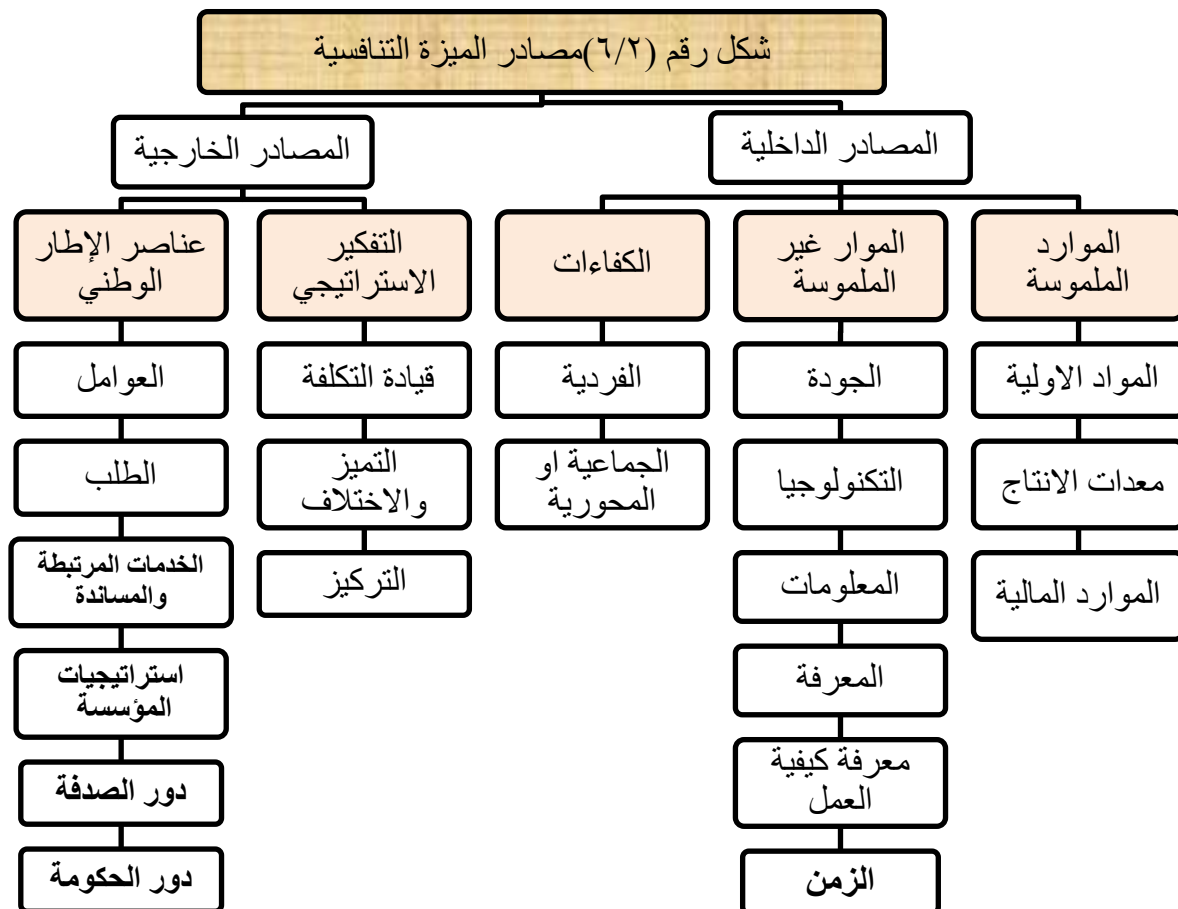 شكل رقم (٦/٢)مصادر الميزة التنافسية
المصادر الداخلية
المصادر الخارجية
الموارد
الملموسة
المواد الاولية
معدات الانتاج
الموارد المالية
الموار غير
الملموسة
الجودة
التكنولوجيا
المعلومات
المعرفة
معرفة كيفية
العمل
الزمن
الكفاءات
الفردية
الجماعية او
المحورية
التفكير
الاستراتيجي
قيادة التكلفة
التميز
والاختلاف
التركيز
عناصر الإطار
الوطني
العوامل
الطلب
الخدمات المرتبطة
والمساندة
استراتيجيات
المؤسسة
دور الصدفة
دور الحكومة